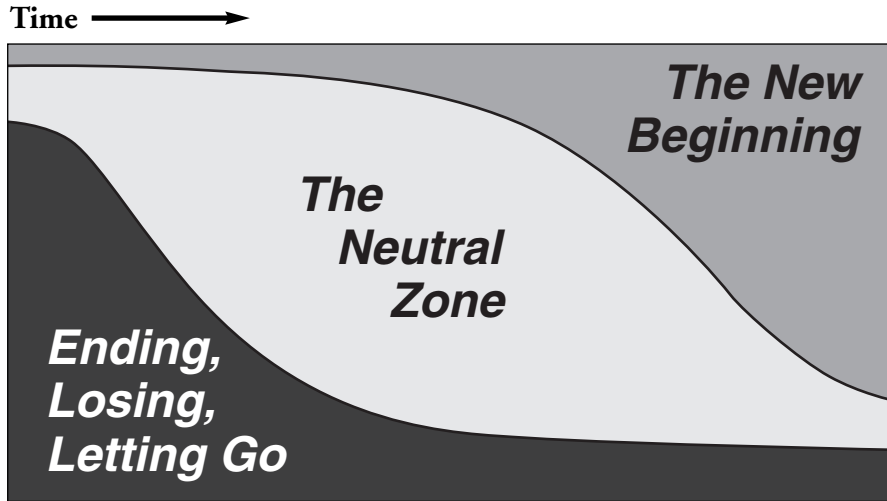 Time
The New
Beginning
The
Neutral
Zone
Ending,
Losing,
Letting Go